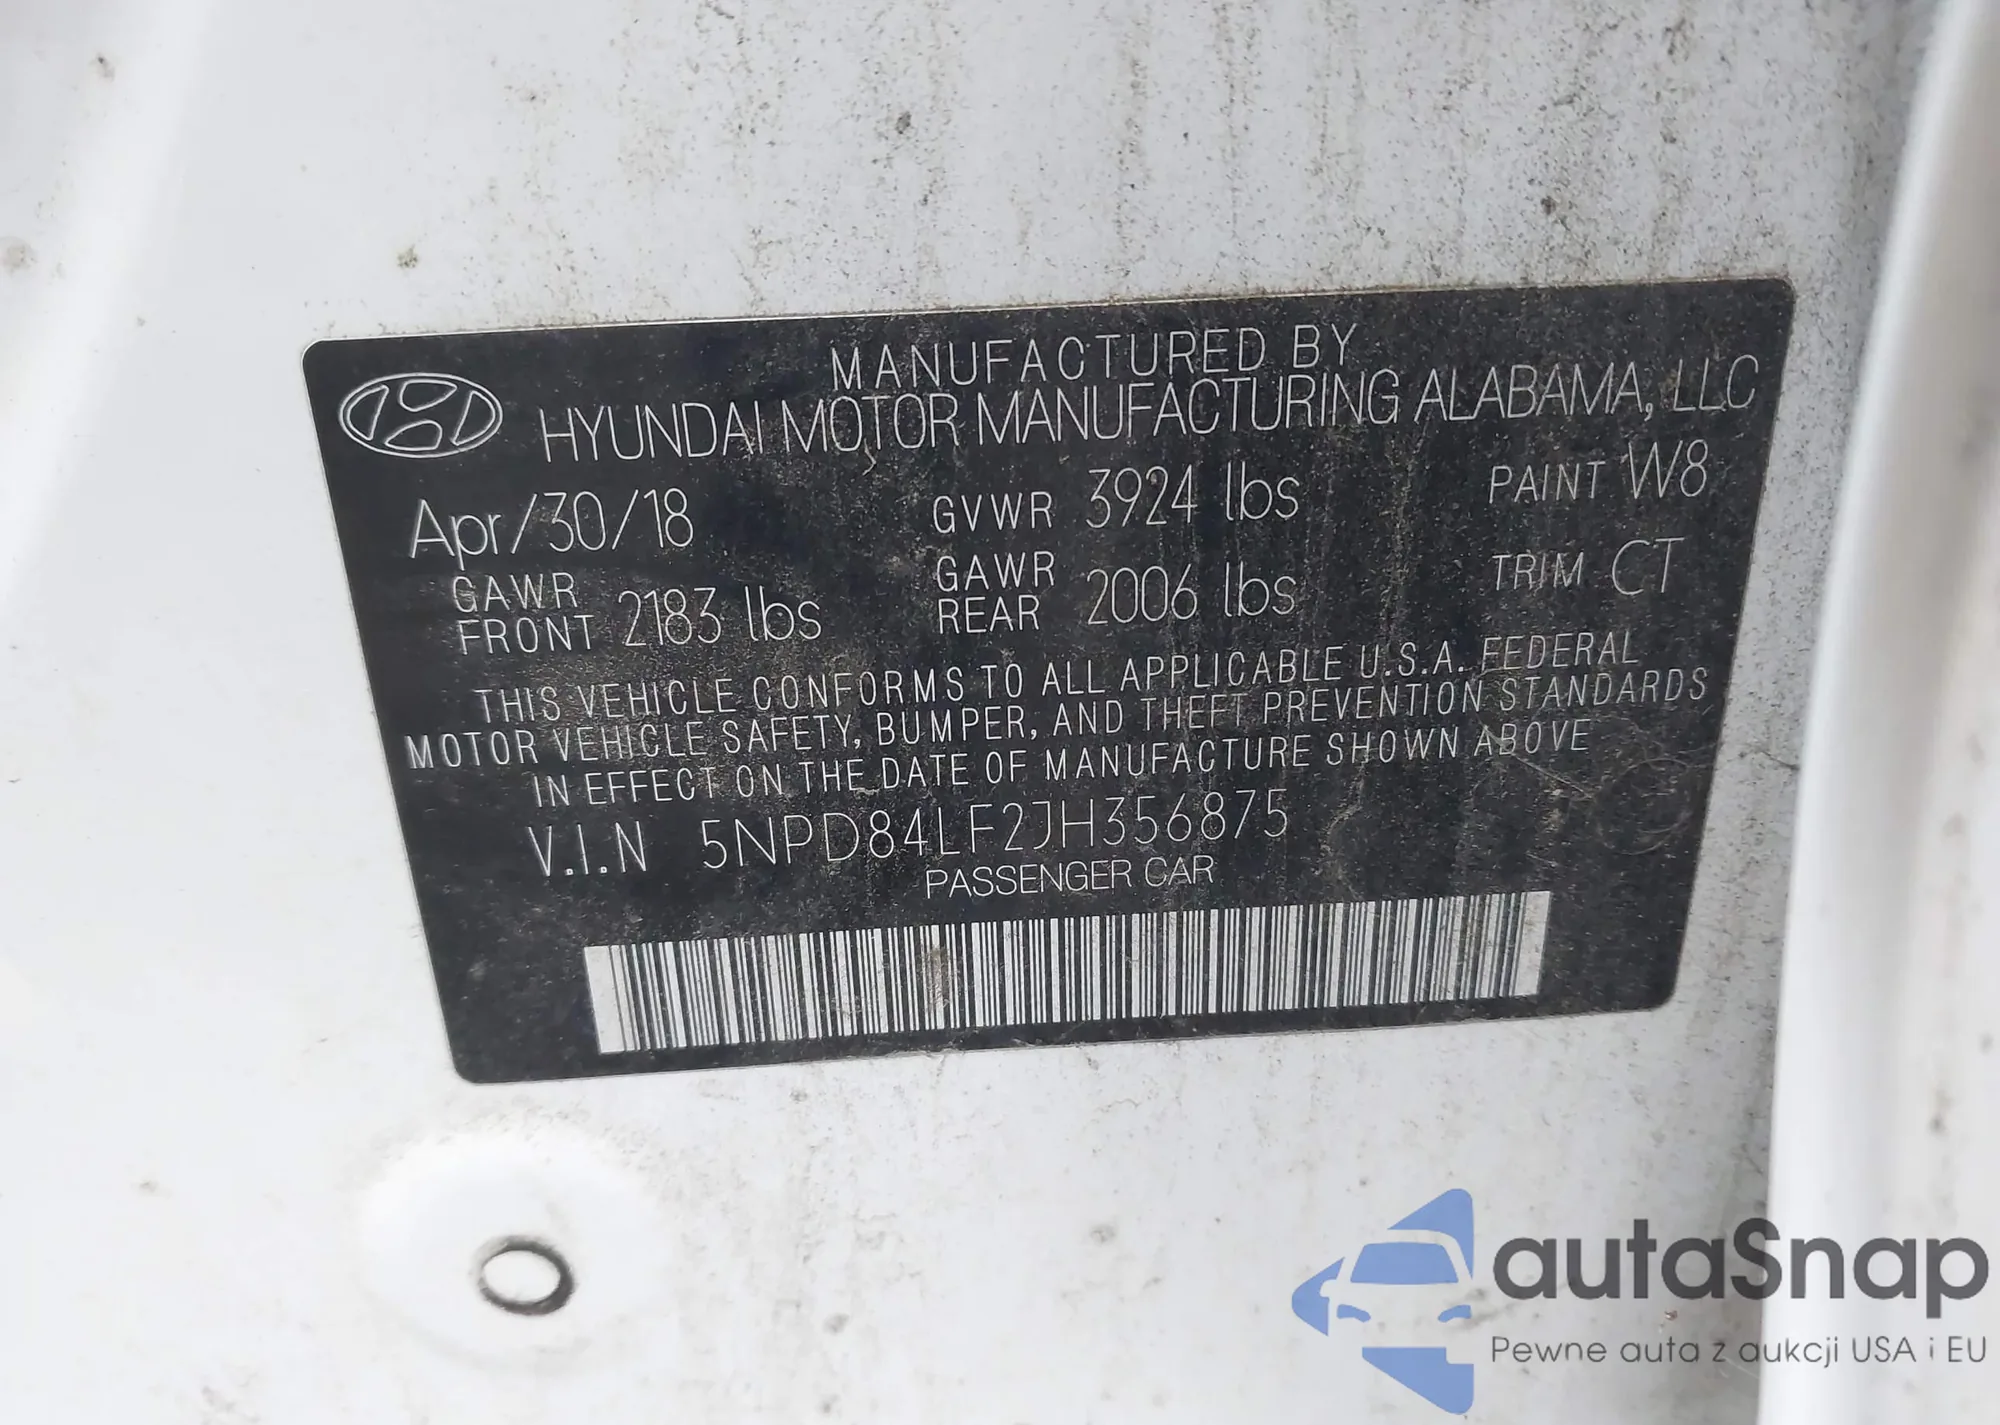 MANUFACTURED BY
HYUNDAI MOTOR MANUFACTURING ALABAMA, LLC
Apr/30/18 GVWR 3924 lbs PAINT W8
GAWR FRONT 2183 lbs GAWR REAR 2006 lbs TRIM CT
THIS VEHICLE CONFORMS TO ALL APPLICABLE U.S.A. FEDERAL
MOTOR VEHICLE SAFETY, BUMPER, AND THEFT PREVENTION STANDARDS
IN EFFECT ON THE DATE OF MANUFACTURE SHOWN ABOVE
V.I.N 5NPD84LF2JH356875
PASSENGER CAR
autaSnap
Pewne auta z aukcji USA i EU